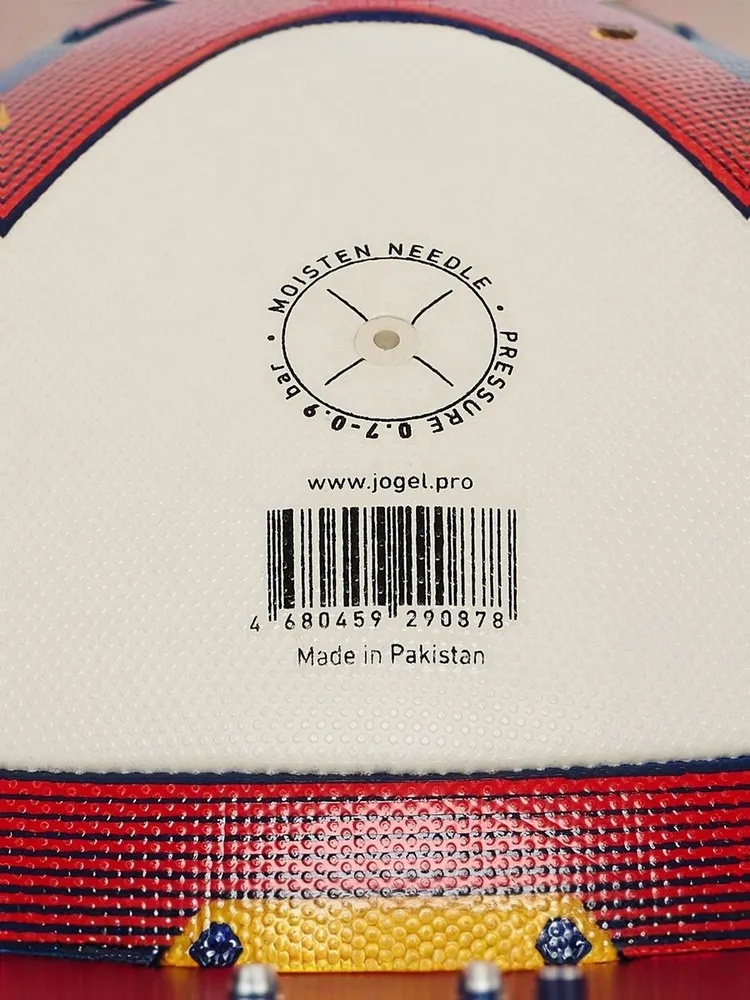 MOISTEN NEEDLE • PRESSURE 0.7-0.9 bar •
www.jogel.pro
4 680459 290878
Made in Pakistan